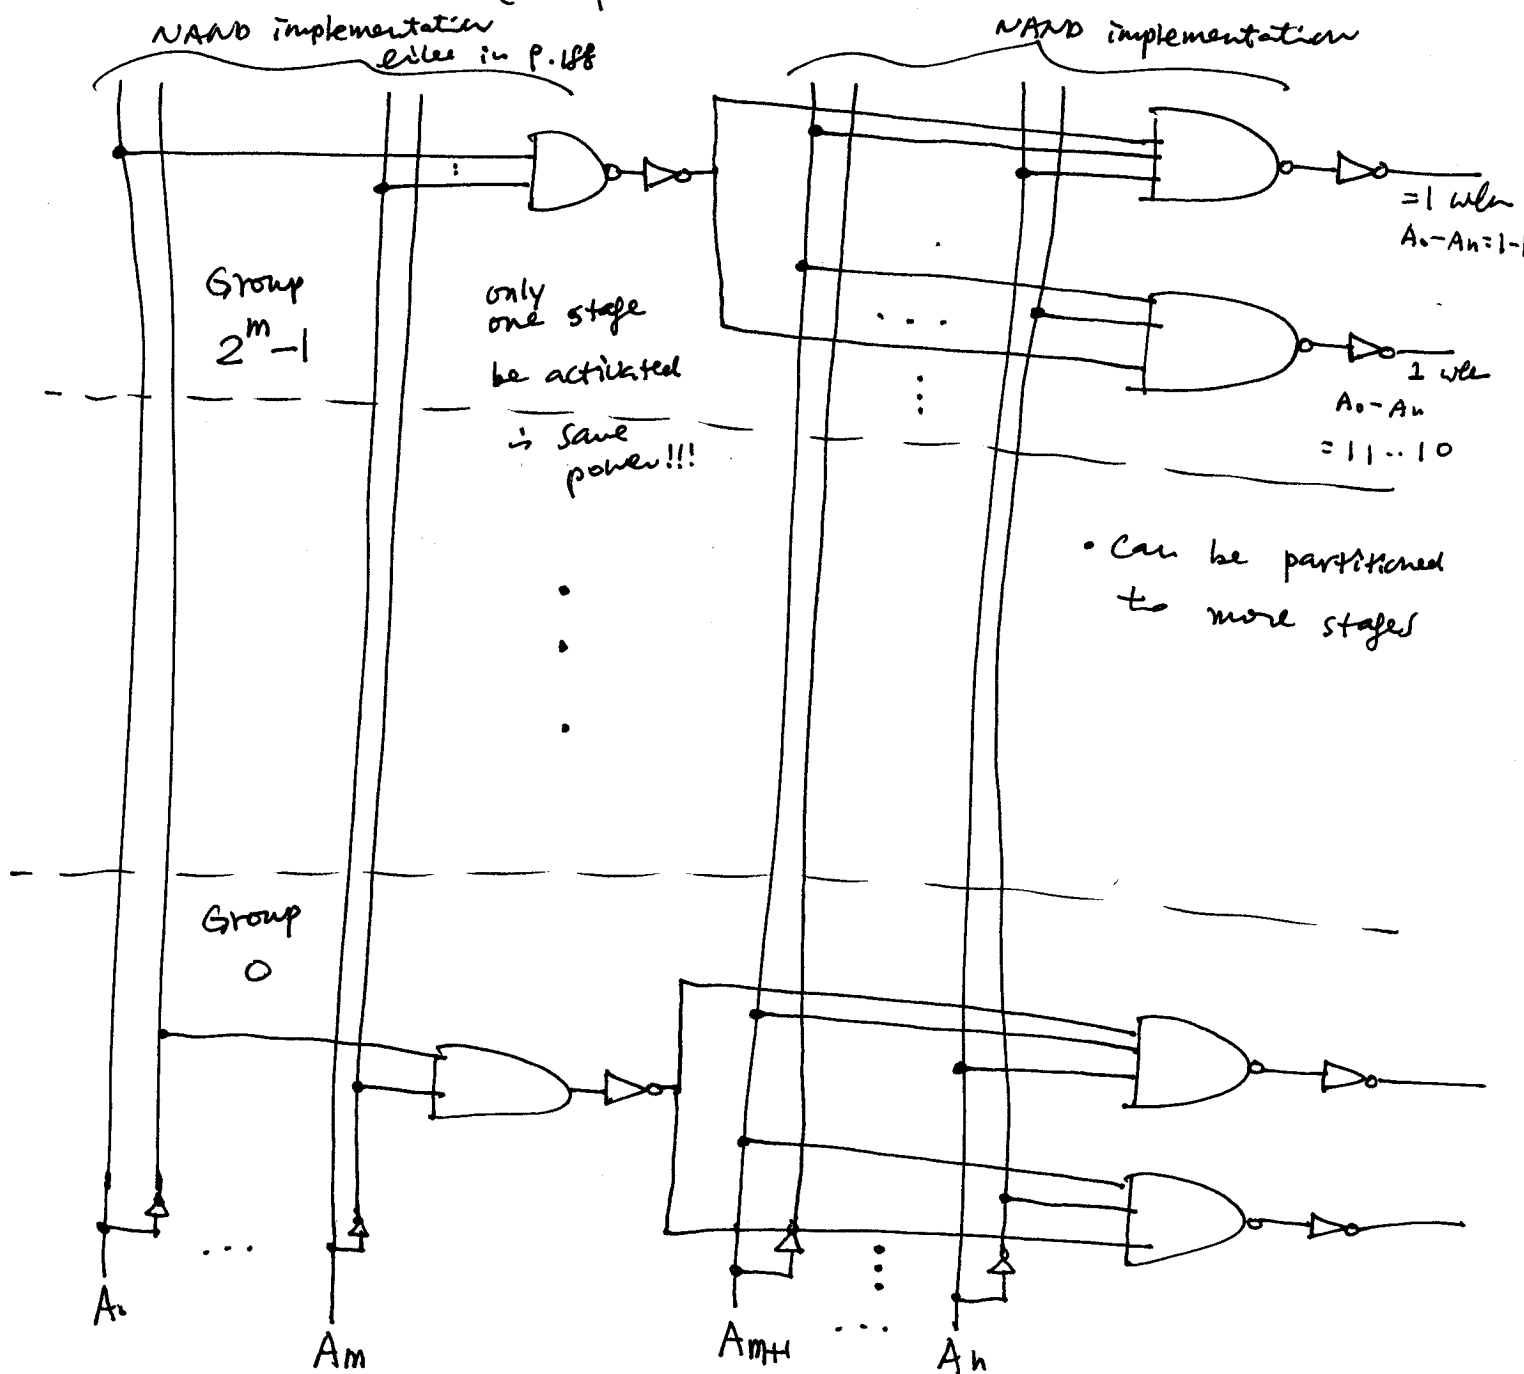 NAND implementation
in P.188
NAND implementation
= 1 when
A₀-An=1-1
Group
2^m-1
only
one stage
be activated
∴ save
power!!!
1 when
A₀-An
= 11..10
• Can be partitioned
to more stages
Group
0
A₀
...
Am
Am+1
...
An